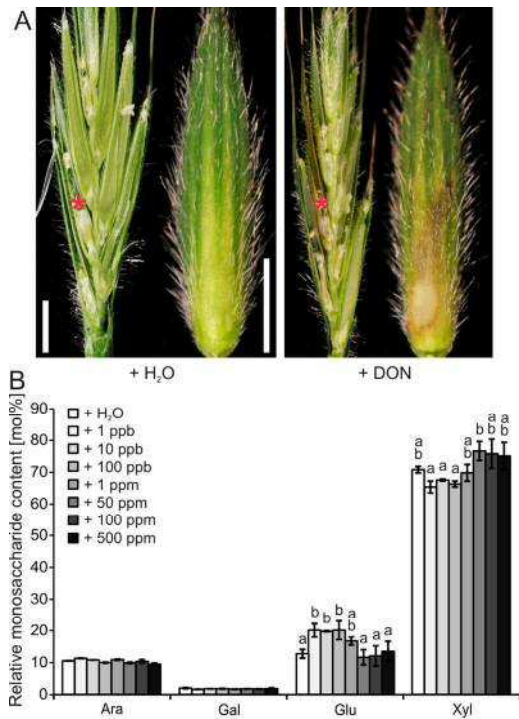 A
*
*
+ H₂O
+ DON
B
Relative monosaccharide content [mol%]
90
80
70
60
50
40
30
20
10
0
+ H₂O
+ 1 ppb
+ 10 ppb
+ 100 ppb
+ 1 ppm
+ 50 ppm
+ 100 ppm
+ 500 ppm
a b b b a b a a a
a b a a a a b b a b a b
Ara
Gal
Glu
Xyl